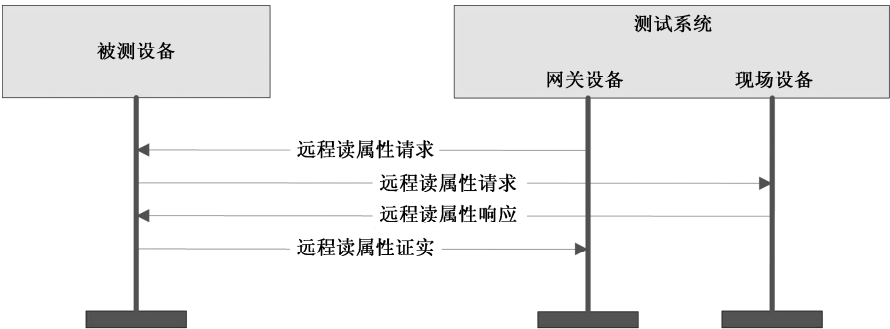 被测设备
测试系统
网关设备
现场设备
远程读属性请求
远程读属性请求
远程读属性响应
远程读属性证实